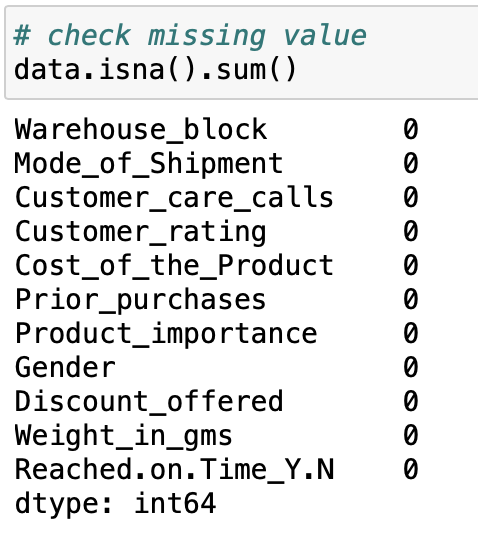 # check missing value
data.isna().sum()
Warehouse_block 0
Mode_of_Shipment 0
Customer_care_calls 0
Customer_rating 0
Cost_of_the_Product 0
Prior_purchases 0
Product_importance 0
Gender 0
Discount_offered 0
Weight_in_gms 0
Reached.on.Time_Y.N 0
dtype: int64